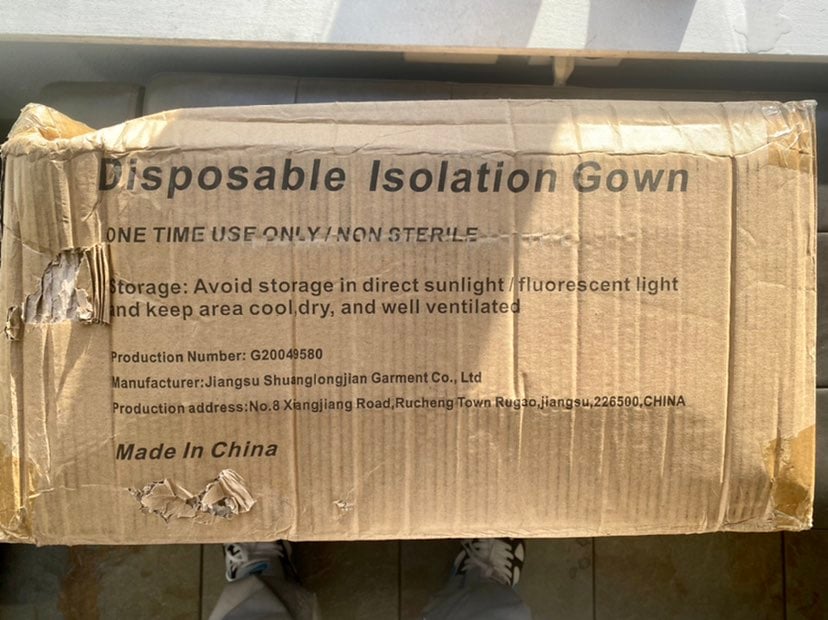 Disposable Isolation Gown
ONE TIME USE ONLY / NON STERILE
Storage: Avoid storage in direct sunlight / fluorescent light
and keep area cool,dry, and well ventilated
Production Number: G20049580
Manufacturer:Jiangsu Shuanglongjian Garment Co., Ltd
Production address:No.8 Xiangjiang Road,Rucheng Town Rugao,jiangsu,226500,CHINA
Made In China